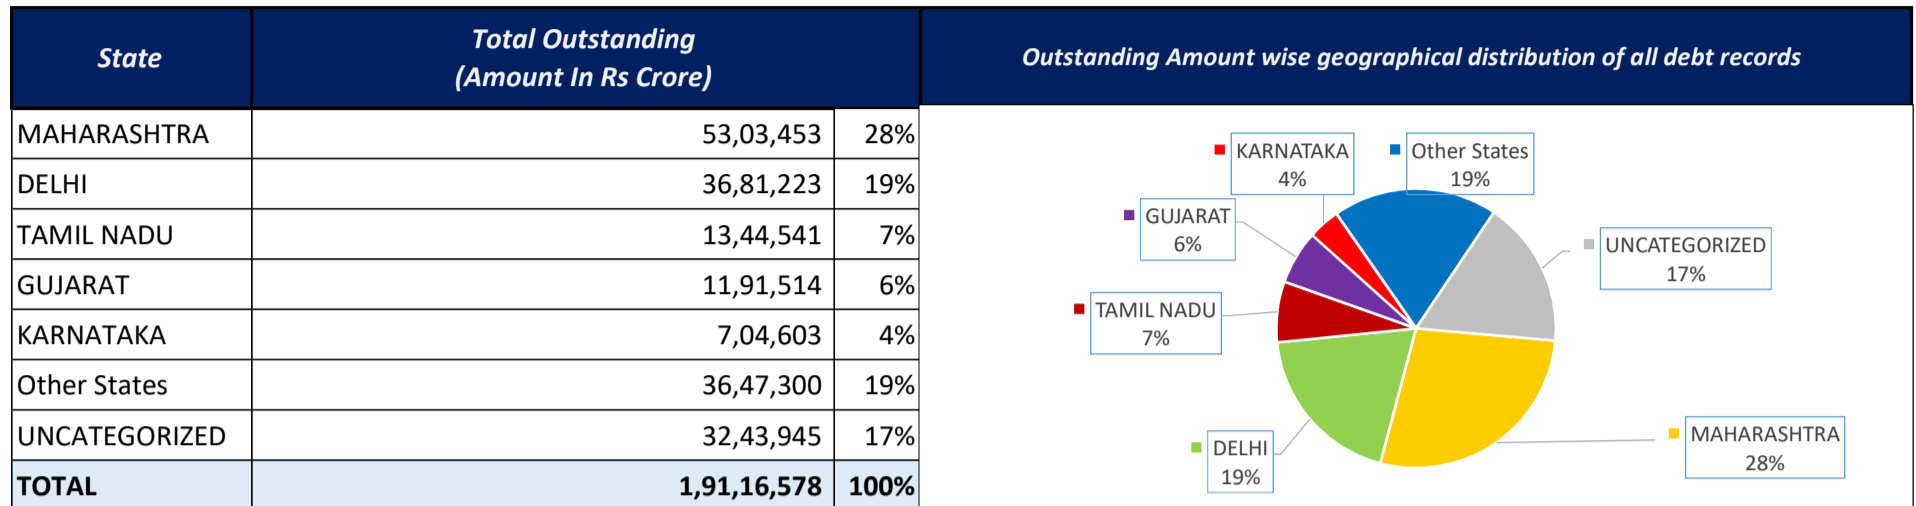 State
Total Outstanding
(Amount In Rs Crore)
Outstanding Amount wise geographical distribution of all debt records
MAHARASHTRA 53,03,453 28%
DELHI 36,81,223 19%
TAMIL NADU 13,44,541 7%
GUJARAT 11,91,514 6%
KARNATAKA 7,04,603 4%
Other States 36,47,300 19%
UNCATEGORIZED 32,43,945 17%
TOTAL 1,91,16,578 100%
KARNATAKA
4%
Other States
19%
GUJARAT
6%
UNCATEGORIZED
17%
TAMIL NADU
7%
DELHI
19%
MAHARASHTRA
28%